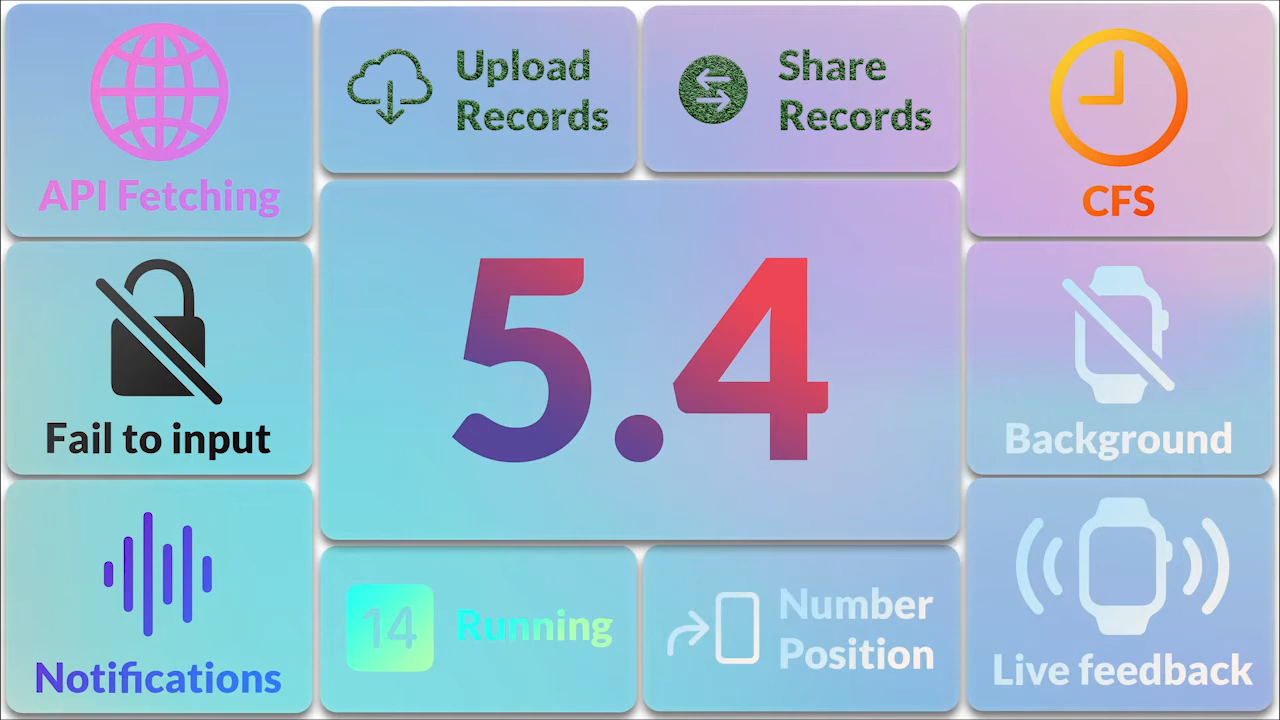 API Fetching
Upload
Records
Share
Records
CFS
Fail to input
5.4
Background
Notifications
14
Running
Number
Position
Live feedback